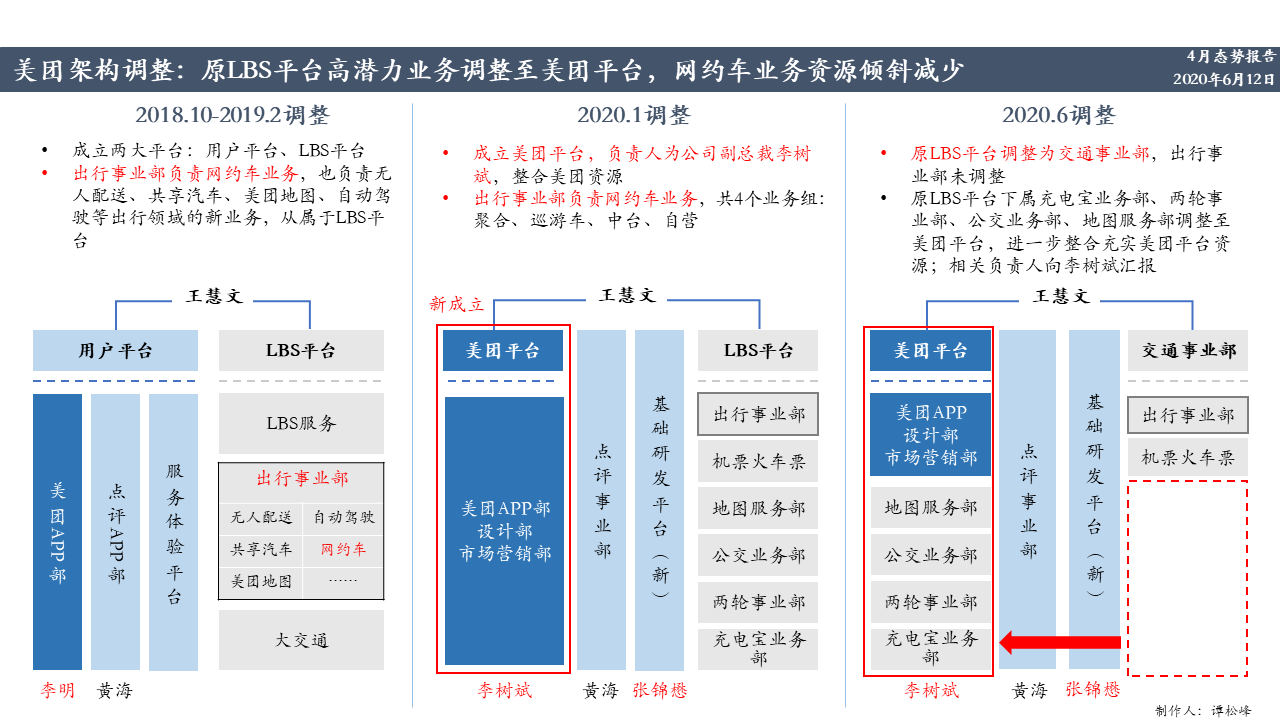 美团架构调整：原LBS平台高潜力业务调整至美团平台，网约车业务资源倾斜减少
4月态势报告
2020年6月12日
2018.10-2019.2调整
• 成立两大平台：用户平台、LBS平台
• 出行事业部负责网约车业务，也负责无
人配送、共享汽车、美团地图、自动驾
驶等出行领域的新业务，从属于LBS平
台
王慧文
用户平台
LBS平台
美团APP部
点评APP部
服务体验平台
LBS服务
出行事业部
无人配送 自动驾驶
共享汽车 网约车
美团地图 ……
大交通
李明
黄海
2020.1调整
• 成立美团平台，负责人为公司副总裁李树
斌，整合美团资源
• 出行事业部负责网约车业务，共4个业务组：
聚合、巡游车、中台、自营
新成立
王慧文
美团平台
美团APP部
设计部
市场营销部
点评事业部
基础研发平台（新）
LBS平台
出行事业部
机票火车票
地图服务部
公交业务部
两轮事业部
充电宝业务
部
李树斌
黄海
张锦懋
2020.6调整
• 原LBS平台调整为交通事业部，出行事
业部未调整
• 原LBS平台下属充电宝业务部、两轮事
业部、公交业务部、地图服务部调整至
美团平台，进一步整合充实美团平台资
源；相关负责人向李树斌汇报
王慧文
美团平台
美团APP
设计部
市场营销部
地图服务部
公交业务部
两轮事业部
充电宝业务
部
点评事业部
基础研发平台（新）
交通事业部
出行事业部
机票火车票
李树斌
黄海
张锦懋
制作人：谭松峰